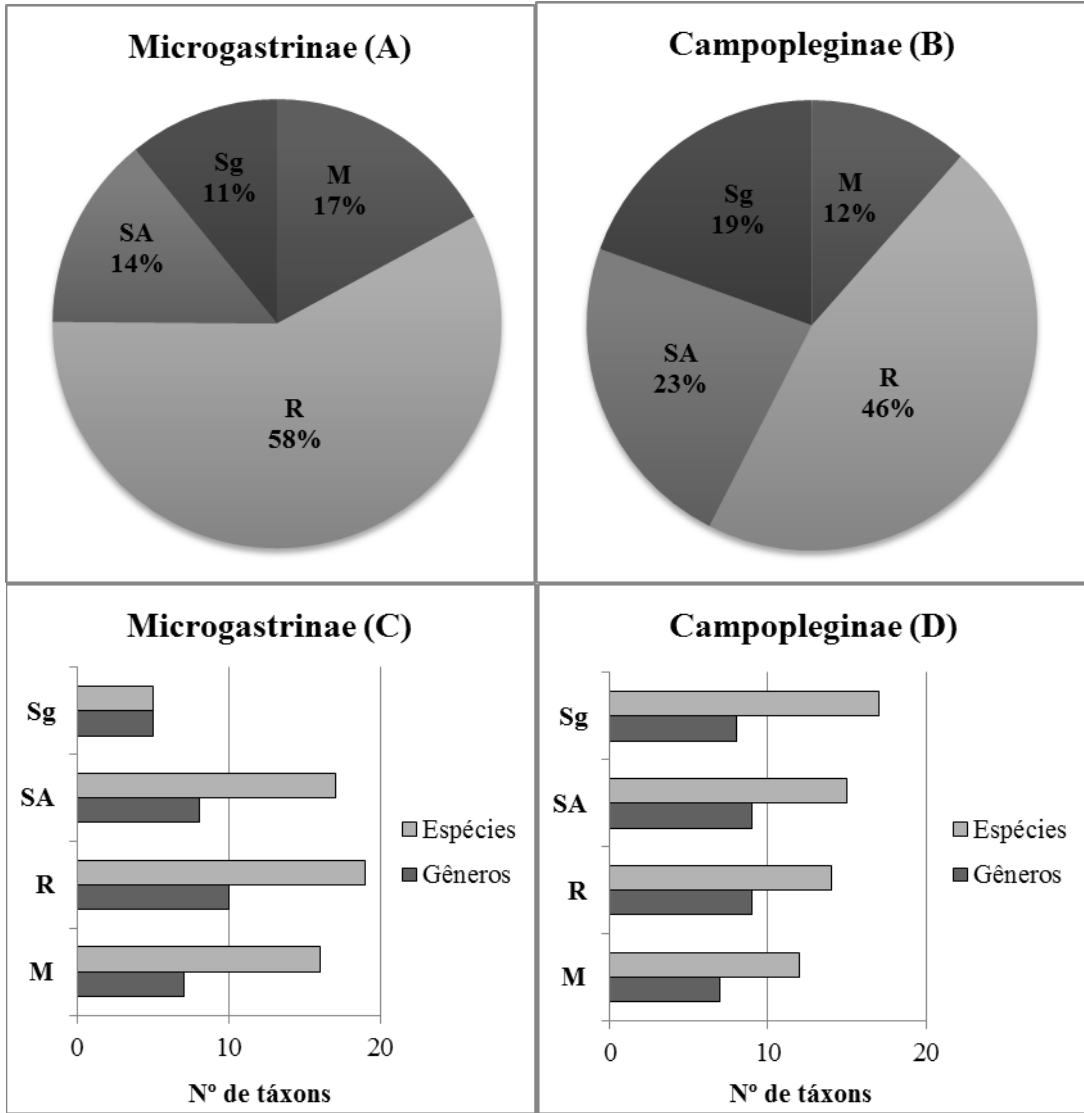 Microgastrinae (A)
Sg
11%
M
17%
SA
14%
R
58%
Campopleginae (B)
Sg
19%
M
12%
SA
23%
R
46%
Microgastrinae (C)
Sg
SA
R
M
0 10 20
Nº de táxons
Espécies
Gêneros
Campopleginae (D)
Sg
SA
R
M
0 10 20
Nº de táxons
Espécies
Gêneros